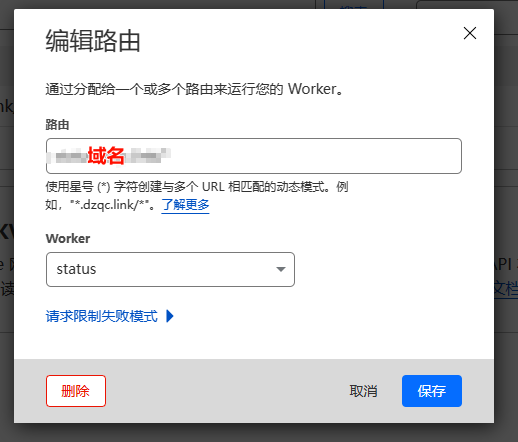 编辑路由
通过分配给一个或多个路由来运行您的 Worker。
路由
域名
使用星号 (*) 字符创建与多个 URL 相匹配的动态模式。例
如，"*.dzqc.link/*"。了解更多
Worker
status
请求限制失败模式
删除
取消
保存